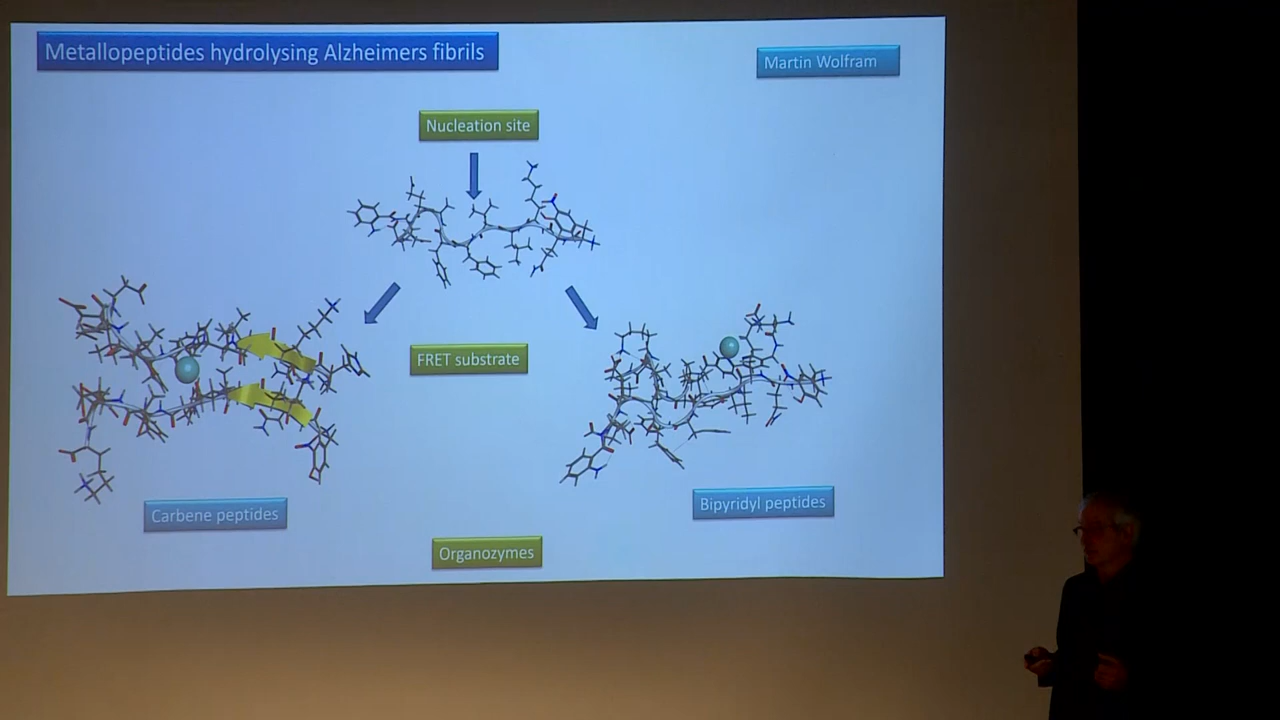 Metallopeptides hydrolysing Alzheimers fibrils
Martin Wolfram
Nucleation site
FRET substrate
Carbene peptides
Bipyridyl peptides
Organozymes